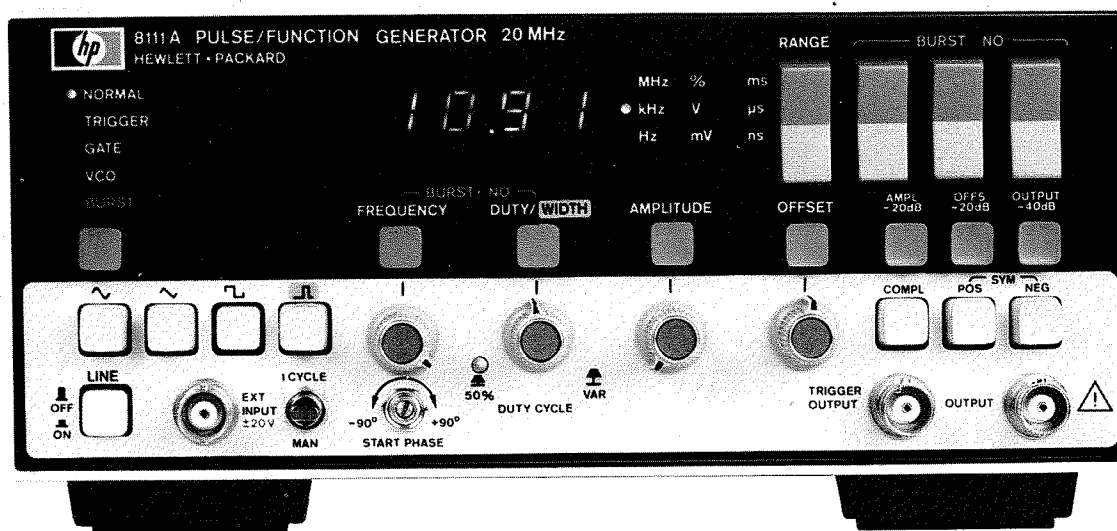 hp 8111A PULSE/FUNCTION GENERATOR 20 MHz
HEWLETT • PACKARD
RANGE BURST NO
NORMAL
TRIGGER
GATE
VCO
BURST
10.91
MHz % ms
kHz V µs
Hz mV ns
BURST • NO
FREQUENCY DUTY/WIDTH AMPLITUDE OFFSET
AMPL -20dB
OFFS -20dB
OUTPUT -40dB
COMPL POS SYM NEG
LINE
OFF
ON
EXT
INPUT
±20V
1 CYCLE
MAN
-90° +90°
START PHASE
50%
DUTY CYCLE
VAR
TRIGGER
OUTPUT
OUTPUT